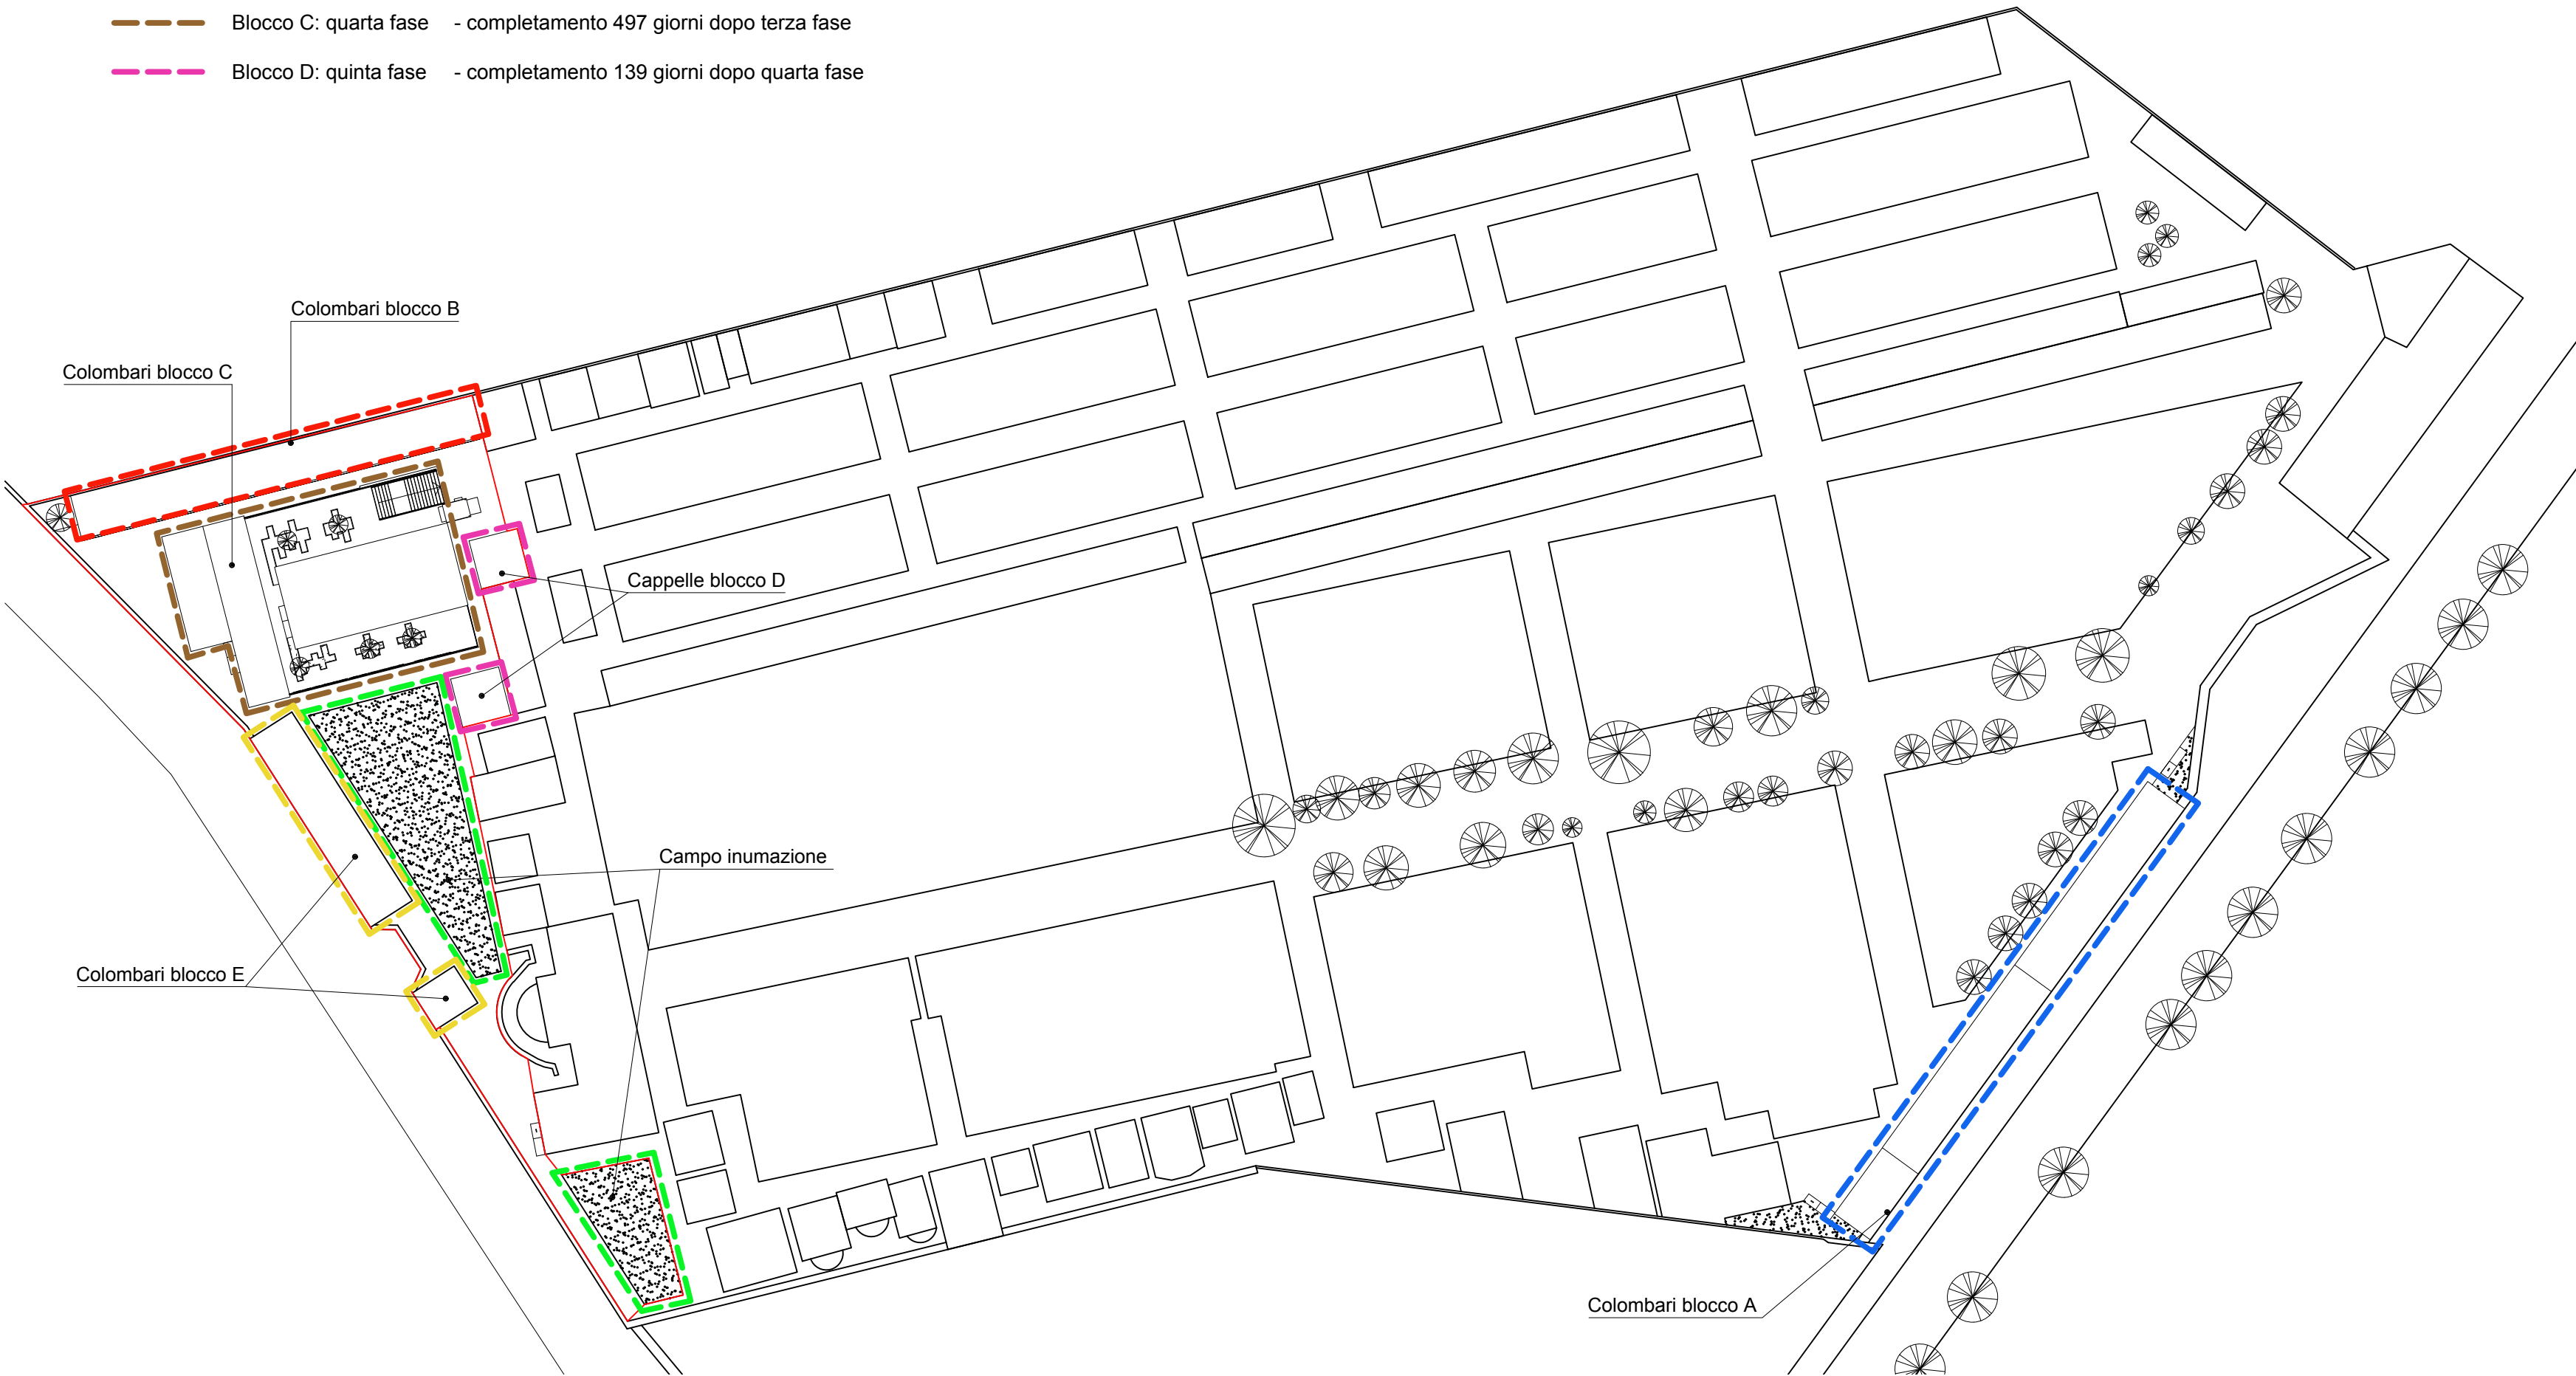 Blocco C: quarta fase - completamento 497 giorni dopo terza fase
Blocco D: quinta fase - completamento 139 giorni dopo quarta fase
Colombari blocco B
Colombari blocco C
Cappelle blocco D
Campo inumazione
Colombari blocco E
Colombari blocco A